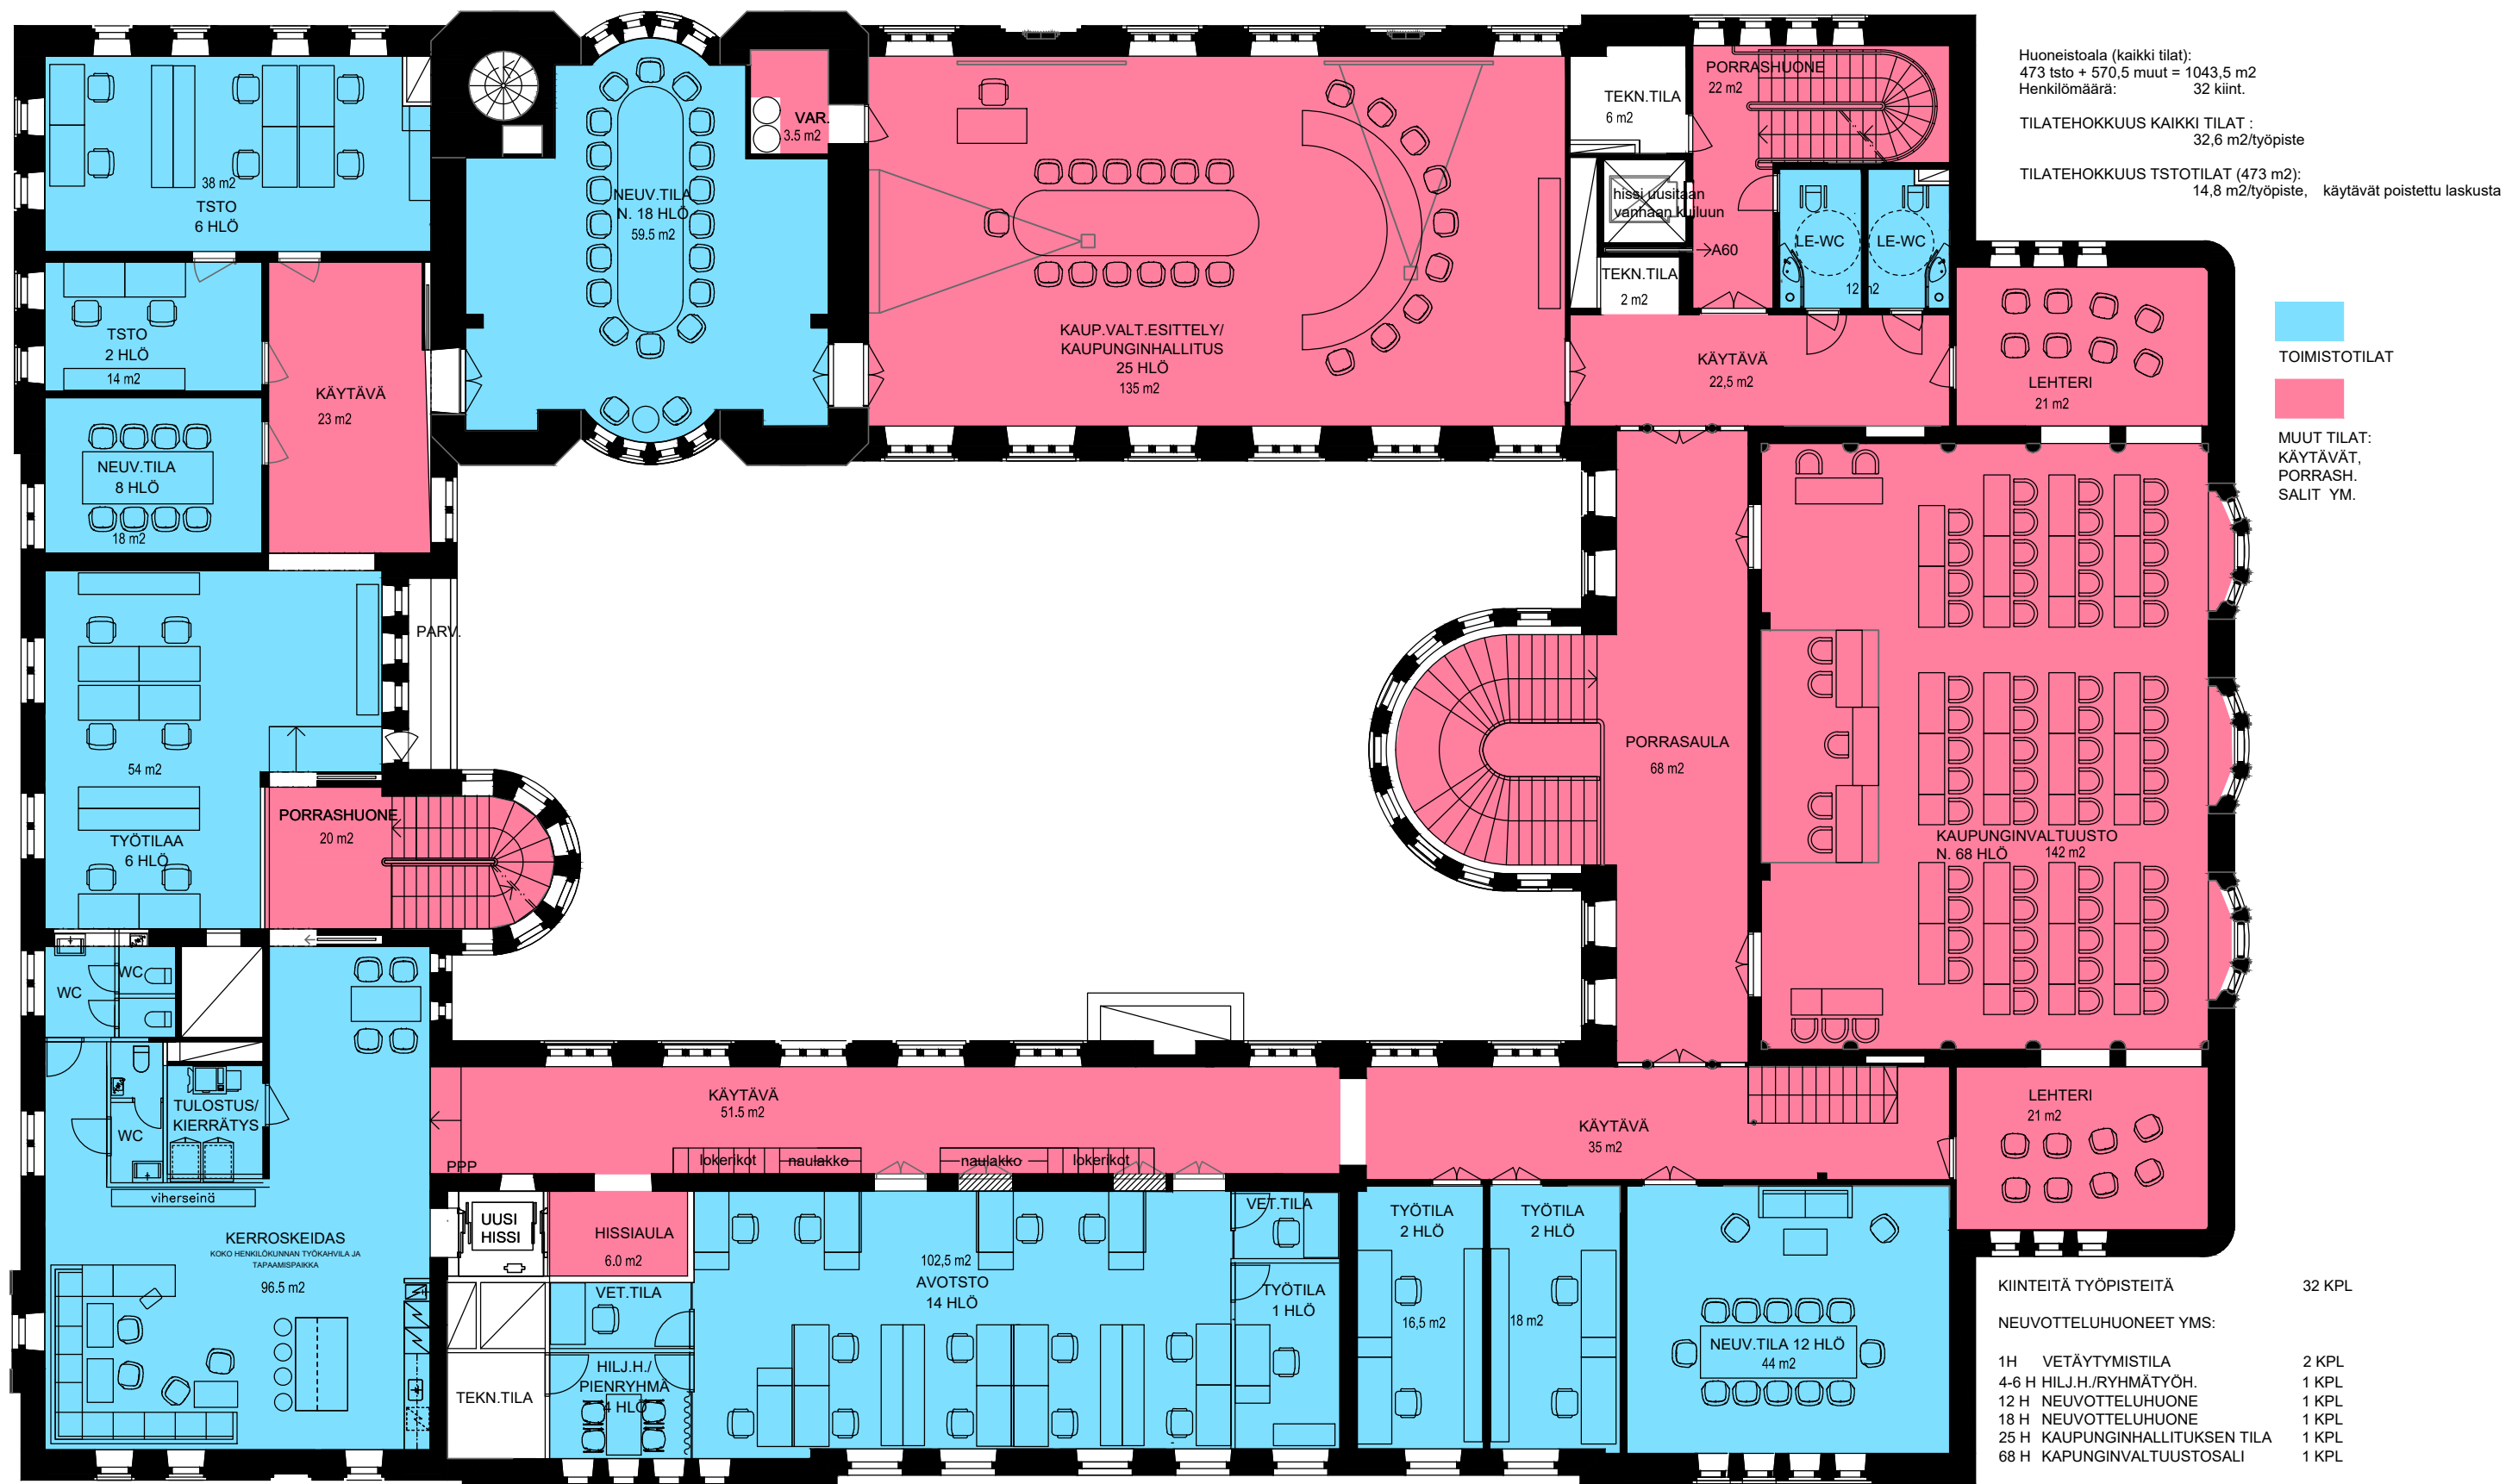 38 m2
TSTO
6 HLÖ
TSTO
2 HLÖ
14 m2
KÄYTÄVÄ
23 m2
NEUV.TILA
8 HLÖ
18 m2
NEUV.TILA
N. 18 HLÖ
59.5 m2
VAR.
3.5 m2
KAUP.VALT.ESITTELY/
KAUPUNGINHALLITUS
25 HLÖ
135 m2
TEKN.TILA
6 m2
PORRASHUONE
22 m2
hissi uusitaan
vanhaan kuiluun
A60
TEKN.TILA
2 m2
LE-WC
LE-WC
12 m2
KÄYTÄVÄ
22,5 m2
LEHTERI
21 m2
Huoneistoala (kaikki tilat):
473 tsto + 570,5 muut = 1043,5 m2
Henkilömäärä: 32 kiint.
TILATEHOKKUUS KAIKKI TILAT :
32,6 m2/työpiste
TILATEHOKKUUS TSTOTILAT (473 m2):
14,8 m2/työpiste, käytävät poistettu laskusta
TOIMISTOTILAT
MUUT TILAT:
KÄYTÄVÄT,
PORRASH.
SALIT YM.
PARV.
54 m2
TYÖTILAA
6 HLÖ
PORRASHUONE
20 m2
PORRASAULA
68 m2
KAUPUNGINVALTUUSTO
N. 68 HLÖ 142 m2
WC
WC
WC
TULOSTUS/
KIERRÄTYS
viherseinä
KERROSKEIDAS
KOKO HENKILÖKUNNAN TYÖKAHVILA JA
TAPAAMISPAIKKA
96.5 m2
KÄYTÄVÄ
51.5 m2
PPP
lokerikot
naulakko
naulakko
lokerikot
KÄYTÄVÄ
35 m2
LEHTERI
21 m2
UUSI
HISSI
HISSIAULA
6.0 m2
VET.TILA
HILJ.H./
PIENRYHMÄ
4 HLÖ
TEKN.TILA
102,5 m2
AVOTSTO
14 HLÖ
VET.TILA
TYÖTILA
1 HLÖ
TYÖTILA
2 HLÖ
16,5 m2
TYÖTILA
2 HLÖ
18 m2
NEUV.TILA 12 HLÖ
44 m2
KIINTEITÄ TYÖPISTEITÄ 32 KPL
NEUVOTTELUHUONEET YMS:
1H VETÄYTYMISTILA 2 KPL
4-6 H HILJ.H./RYHMÄTYÖH. 1 KPL
12 H NEUVOTTELUHUONE 1 KPL
18 H NEUVOTTELUHUONE 1 KPL
25 H KAUPUNGINHALLITUKSEN TILA 1 KPL
68 H KAPUNGINVALTUUSTOSALI 1 KPL